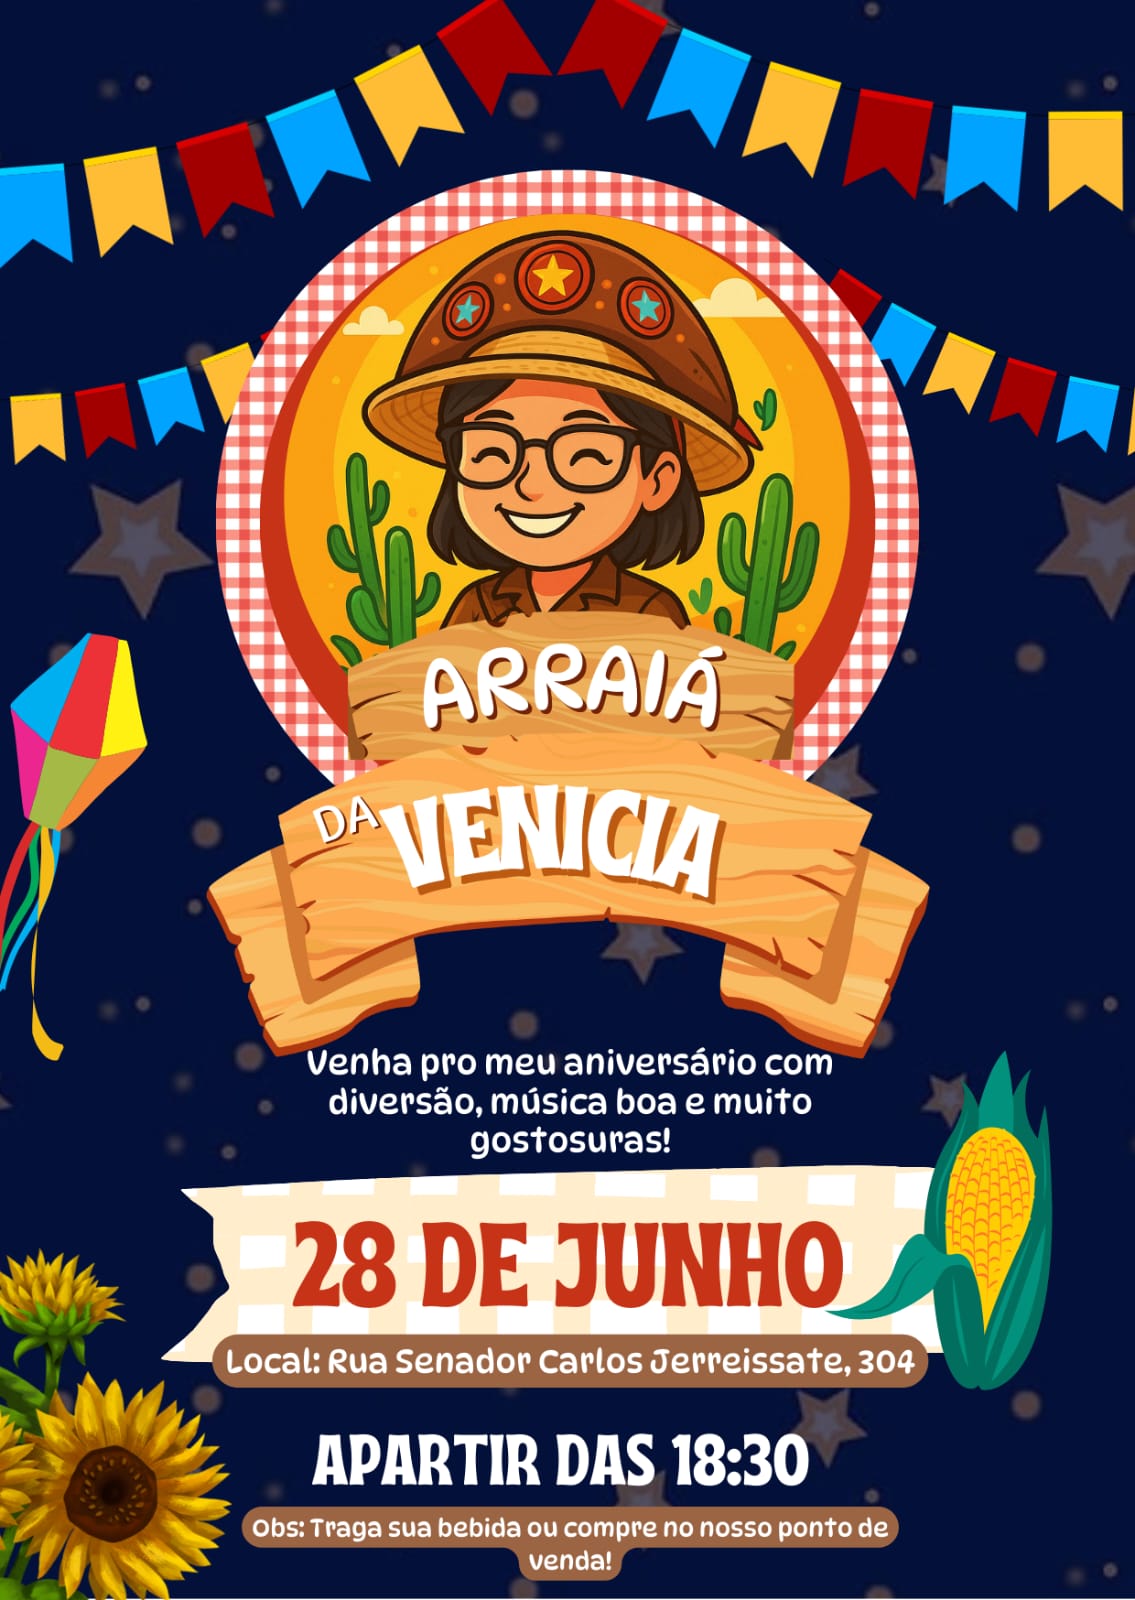 ARRAIÁ
DA VENICIA
Venha pro meu aniversário com
diversão, música boa e muito
gostosuras!
28 DE JUNHO
Local: Rua Senador Carlos Jerreissate, 304
APARTIR DAS 18:30
Obs: Traga sua bebida ou compre no nosso ponto de
venda!